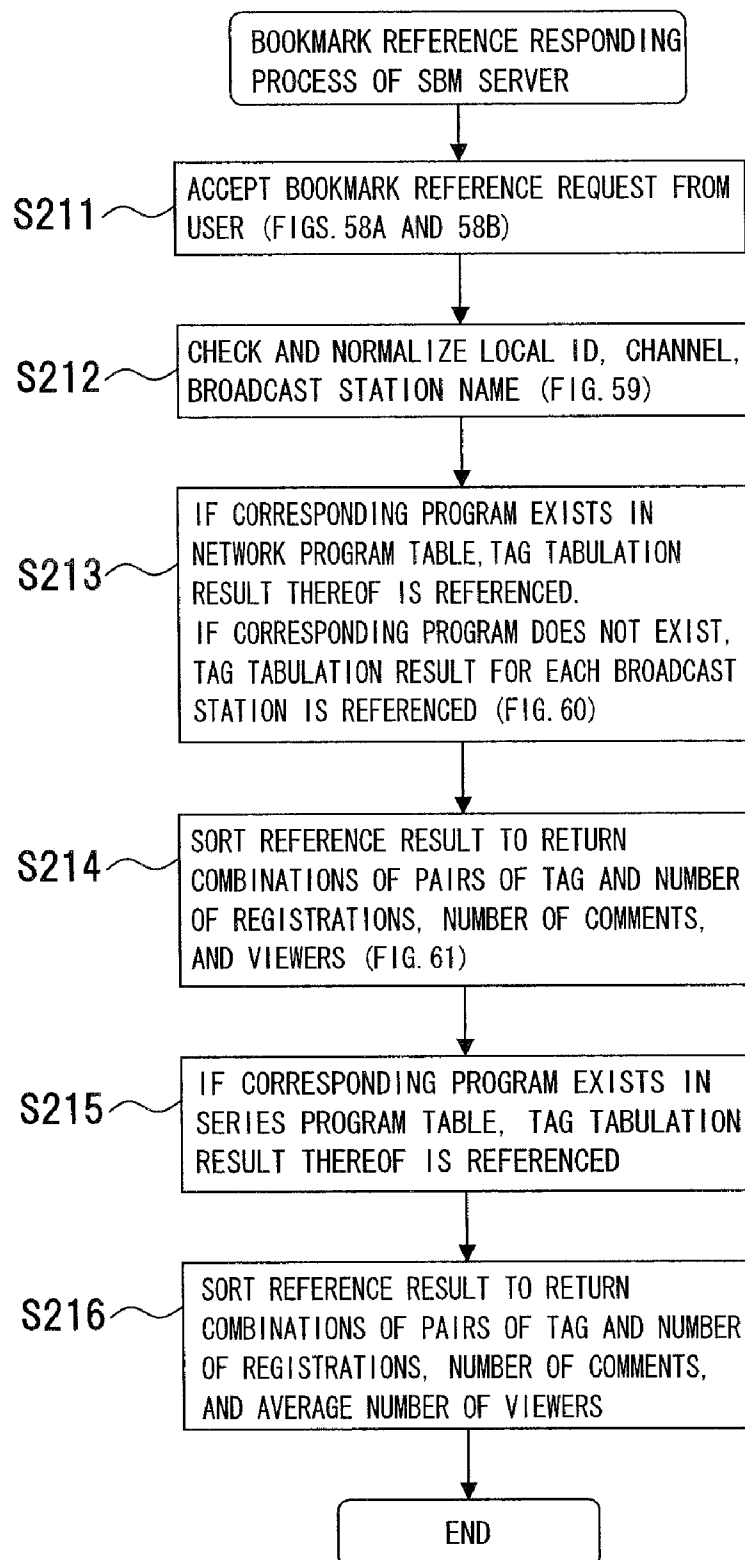 BOOKMARK REFERENCE RESPONDING
PROCESS OF SBM SERVER
S211
ACCEPT BOOKMARK REFERENCE REQUEST FROM
USER (FIGS. 58A AND 58B)
S212
CHECK AND NORMALIZE LOCAL ID, CHANNEL,
BROADCAST STATION NAME (FIG. 59)
S213
IF CORRESPONDING PROGRAM EXISTS IN
NETWORK PROGRAM TABLE, TAG TABULATION
RESULT THEREOF IS REFERENCED.
IF CORRESPONDING PROGRAM DOES NOT EXIST,
TAG TABULATION RESULT FOR EACH BROADCAST
STATION IS REFERENCED (FIG. 60)
S214
SORT REFERENCE RESULT TO RETURN
COMBINATIONS OF PAIRS OF TAG AND NUMBER
OF REGISTRATIONS, NUMBER OF COMMENTS,
AND VIEWERS (FIG. 61)
S215
IF CORRESPONDING PROGRAM EXISTS IN
SERIES PROGRAM TABLE, TAG TABULATION
RESULT THEREOF IS REFERENCED
S216
SORT REFERENCE RESULT TO RETURN
COMBINATIONS OF PAIRS OF TAG AND NUMBER
OF REGISTRATIONS, NUMBER OF COMMENTS,
AND AVERAGE NUMBER OF VIEWERS
END